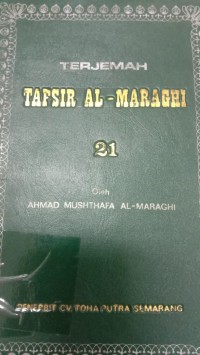 TERJEMAH
TAFSIR AL-MARAGHI
21
Oleh
AHMAD MUSHTHAFA AL-MARAGHI
PENERBIT CV. TOHA PUTRA SEMARANG